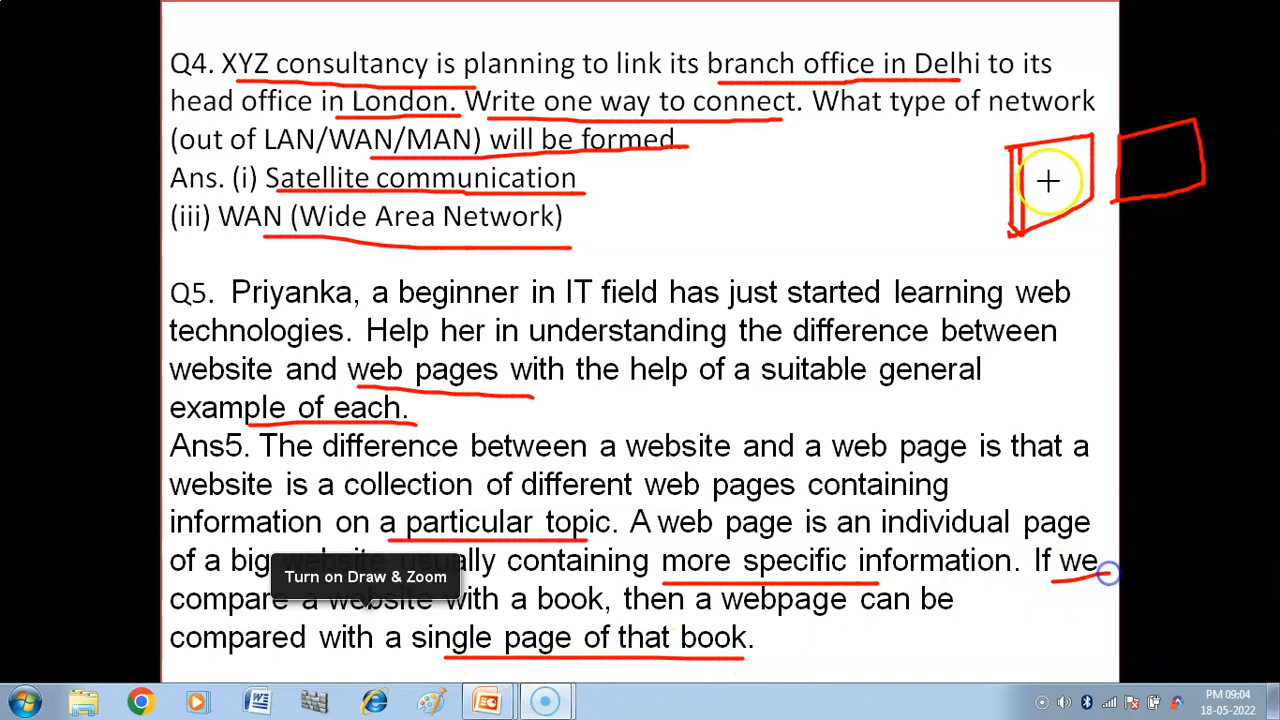 Q4. XYZ consultancy is planning to link its branch office in Delhi to its
head office in London. Write one way to connect. What type of network
(out of LAN/WAN/MAN) will be formed.
Ans. (i) Satellite communication
(iii) WAN (Wide Area Network)
Q5. Priyanka, a beginner in IT field has just started learning web
technologies. Help her in understanding the difference between
website and web pages with the help of a suitable general
example of each.
Ans5. The difference between a website and a web page is that a
website is a collection of different web pages containing
information on a particular topic. A web page is an individual page
of a big website usually containing more specific information. If we
Turn on Draw & Zoom
compare a website with a book, then a webpage can be
compared with a single page of that book.
PM 09:04
18-05-2022